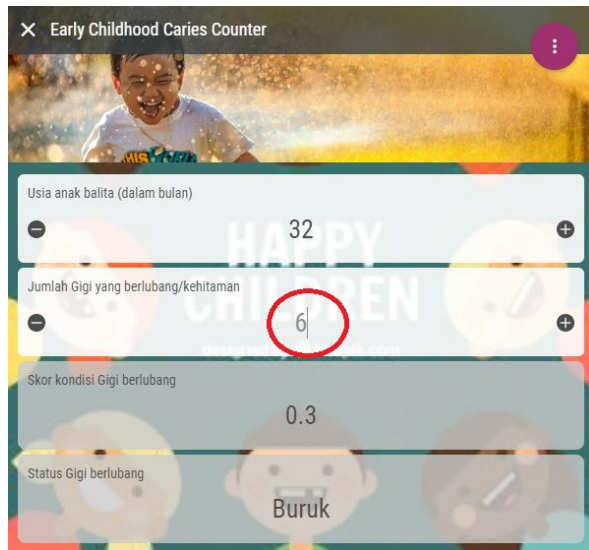 Early Childhood Caries Counter
Usia anak balita (dalam bulan)
32
HAPPY
Jumlah Gigi yang berlubang/kehitaman
CHILDREN
6
Skor kondisi Gigi berlubang
0.3
Status Gigi berlubang
Buruk